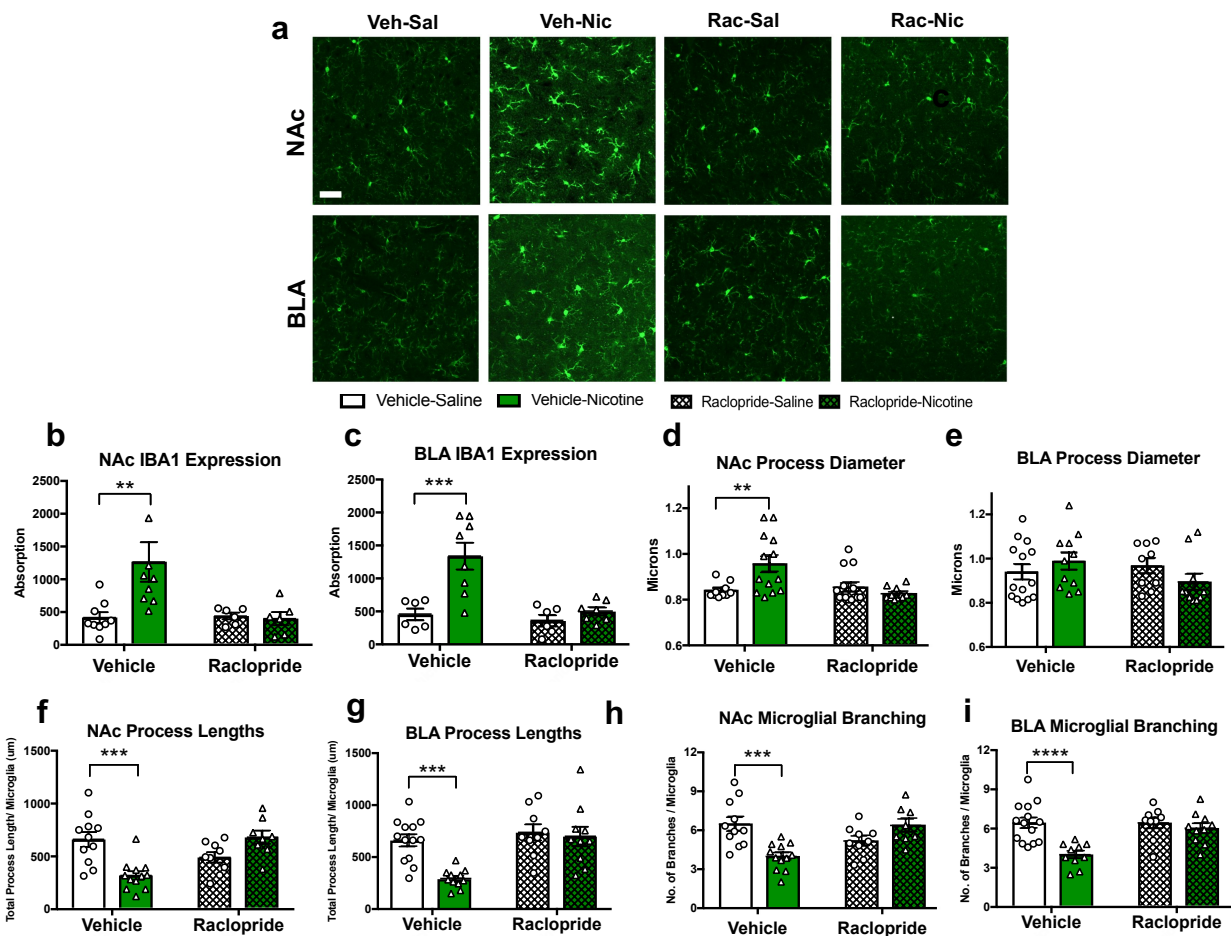 a
Veh-Sal Veh-Nic Rac-Sal Rac-Nic
NAc
c
BLA
Vehicle-Saline Vehicle-Nicotine Raclopride-Saline Raclopride-Nicotine
b
NAc IBA1 Expression
Absorption
2500
2000
1500
1000
500
0
**
Vehicle Raclopride
c
BLA IBA1 Expression
Absorption
2500
2000
1500
1000
500
0
***
Vehicle Raclopride
d
NAc Process Diameter
Microns
1.2
1.0
0.8
0.6
**
Vehicle Raclopride
e
BLA Process Diameter
Microns
1.2
1.0
0.8
0.6
Vehicle Raclopride
f
NAc Process Lengths
Total Process Length/ Microglia (um)
1500
1000
500
0
***
Vehicle Raclopride
g
BLA Process Lengths
Total Process Length/ Microglia (um)
1500
1000
500
0
***
Vehicle Raclopride
h
NAc Microglial Branching
No. of Branches / Microglia
12
9
6
3
0
***
Vehicle Raclopride
i
BLA Microglial Branching
No. of Branches / Microglia
12
9
6
3
0
****
Vehicle Raclopride